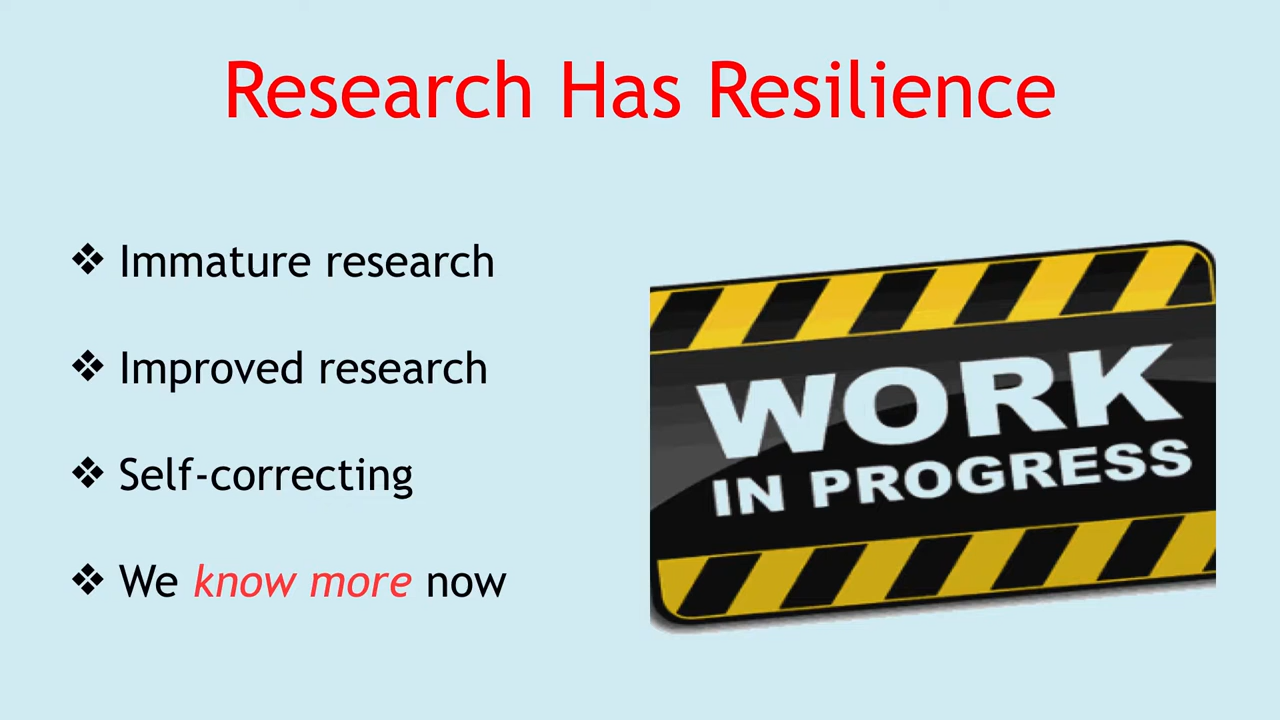 Research Has Resilience
❖ Immature research
❖ Improved research
❖ Self-correcting
❖ We know more now
WORK
IN PROGRESS